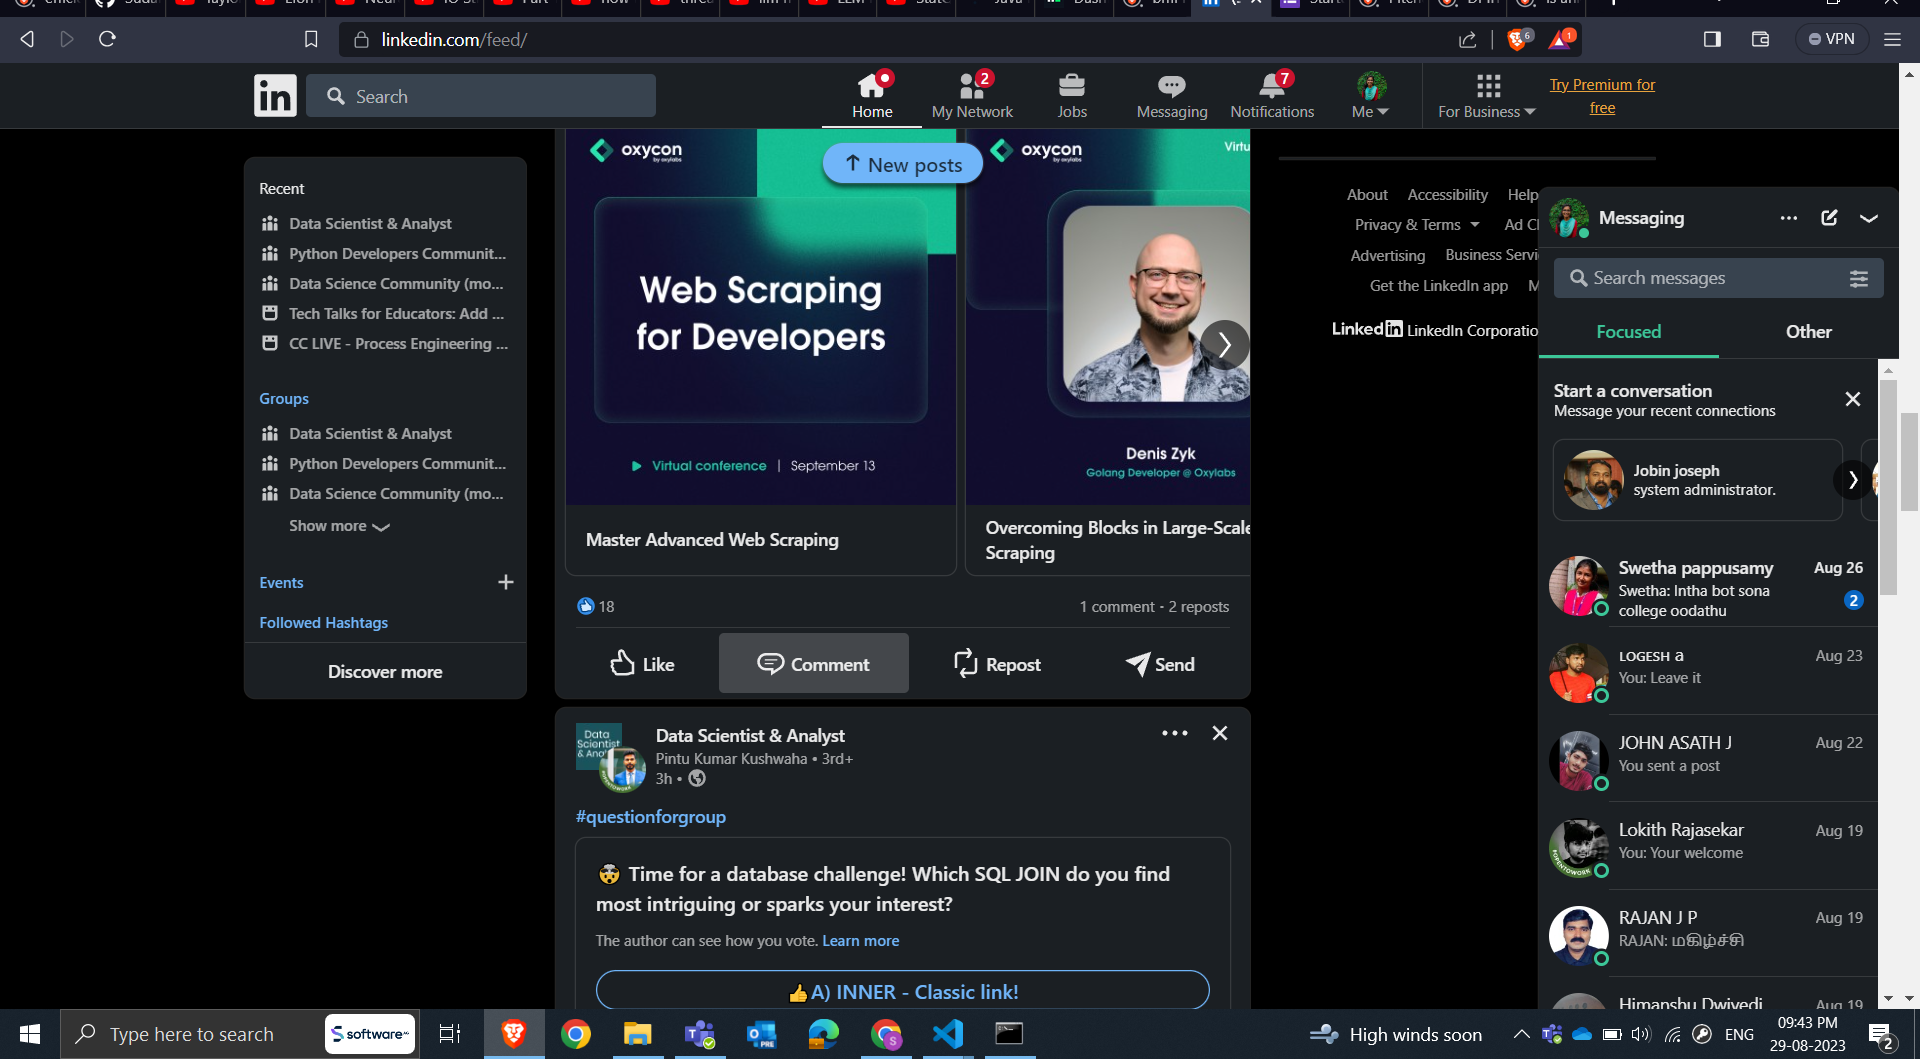 linkedin.com/feed/
6
1
VPN
in
Search
Home
2
My Network
Jobs
Messaging
7
Notifications
Me
For Business
Try Premium for
free
Recent
Data Scientist & Analyst
Python Developers Communit...
Data Science Community (mo...
Tech Talks for Educators: Add ...
CC LIVE - Process Engineering ...
Groups
Data Scientist & Analyst
Python Developers Communit...
Data Science Community (mo...
Show more
Events
Followed Hashtags
Discover more
New posts
oxycon
by oxylabs
Web Scraping
for Developers
Virtual conference | September 13
Master Advanced Web Scraping
oxycon
by oxylabs
Virtu
Denis Zyk
Golang Developer @ Oxylabs
Overcoming Blocks in Large-Scale
Scraping
18
1 comment • 2 reposts
Like
Comment
Repost
Send
Data
Scientist
Data Scientist & Analyst
Pintu Kumar Kushwaha • 3rd+
3h •
#questionforgroup
🤯 Time for a database challenge! Which SQL JOIN do you find
most intriguing or sparks your interest?
The author can see how you vote. Learn more
👍A) INNER - Classic link!
About Accessibility Help
Privacy & Terms Ad C
Advertising Business Servi
Get the LinkedIn app M
LinkedIn LinkedIn Corporatio
Messaging
Search messages
Focused
Other
Start a conversation
Message your recent connections
Jobin joseph
system administrator.
Swetha pappusamy Aug 26
Swetha: Intha bot sona
college oodathu
2
LOGESH a Aug 23
You: Leave it
JOHN ASATH J Aug 22
You sent a post
Lokith Rajasekar Aug 19
You: Your welcome
RAJAN J P Aug 19
RAJAN: மகிழ்ச்சி
Himanshu Dwivedi Aug 19
Type here to search
software
High winds soon
ENG
09:43 PM
29-08-2023
2